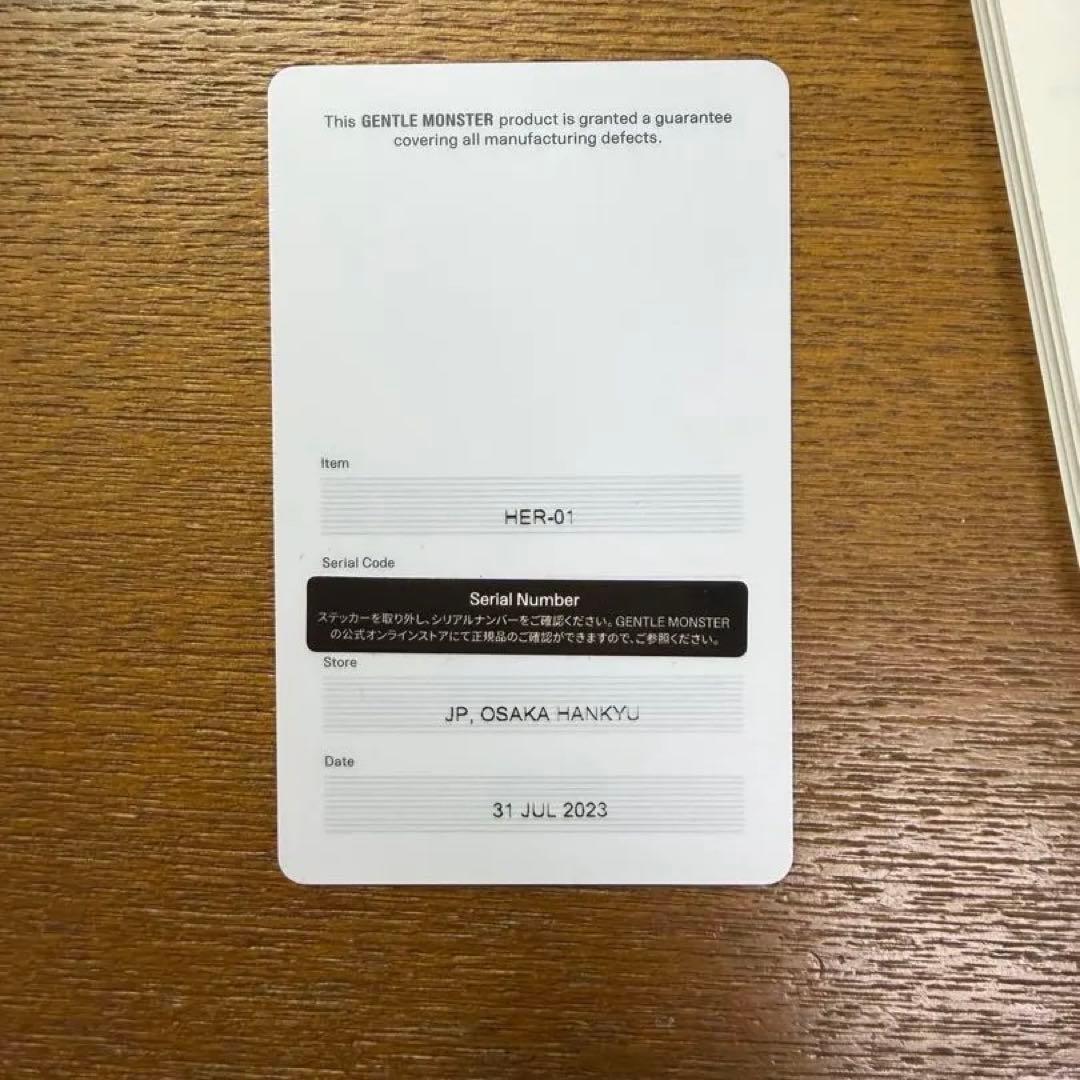 This GENTLE MONSTER product is granted a guarantee
covering all manufacturing defects.
Item
HER-01
Serial Code
Serial Number
ステッカーを取り外し、シリアルナンバーをご確認ください。GENTLE MONSTER
の公式オンラインストアにて正規品のご確認ができますので、ご参照ください。
Store
JP, OSAKA HANKYU
Date
31 JUL 2023